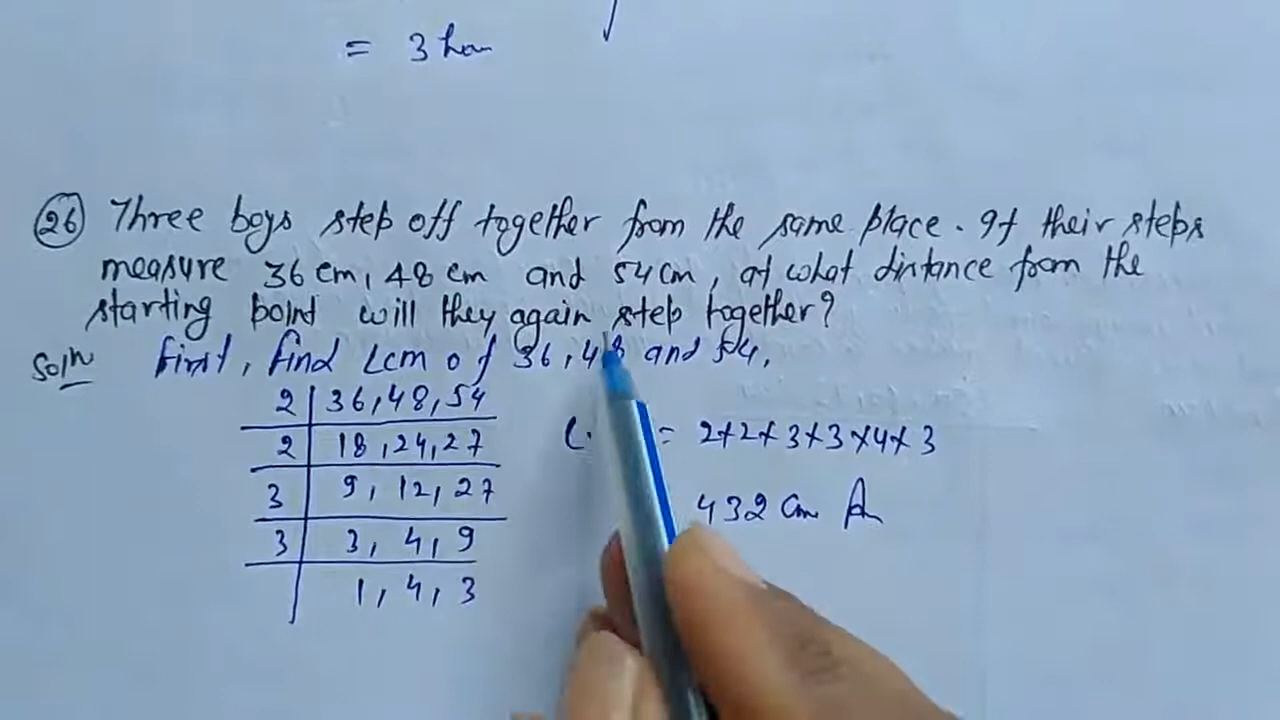 = 3 hon
26 Three boys step off together from the same place. If their steps
measure 36 cm, 48 cm and 54 cm, at what distance from the
starting point will they again step together?
Soln First, find Lcm of 36, 48 and 54,
2 | 36, 48, 54
2 | 18, 24, 27
3 | 9, 12, 27
3 | 3, 4, 9
1, 4, 3
L. = 2×2×3×3×4×3
432 cm An